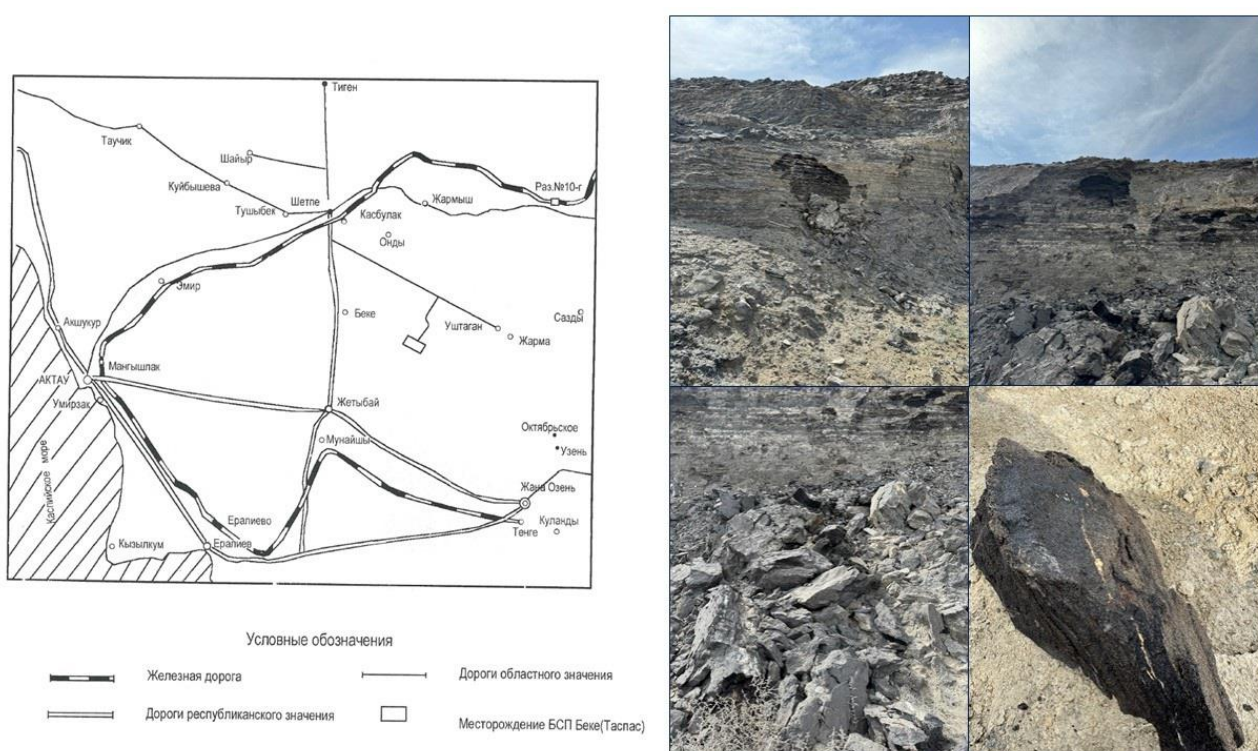 Тиген
Таучик
Шайыр
Куйбышева
Шетпе
Раз.№10-г
Тушыбек
Касбулак
Жармыш
Онды
Эмир
Акшукур
Беке
Уштаган
Сазды
Жарма
Мангышлак
АКТАУ
Умирзак
Жетыбай
Мунайшы
Октябрьское
Узень
Каспийское море
Жана Озень
Ералиево
Тенге
Куланды
Кызылкум
Ералиев
Условные обозначения
Железная дорога
Дороги областного значения
Дороги республиканского значения
Месторождение БСП Беке(Таспас)